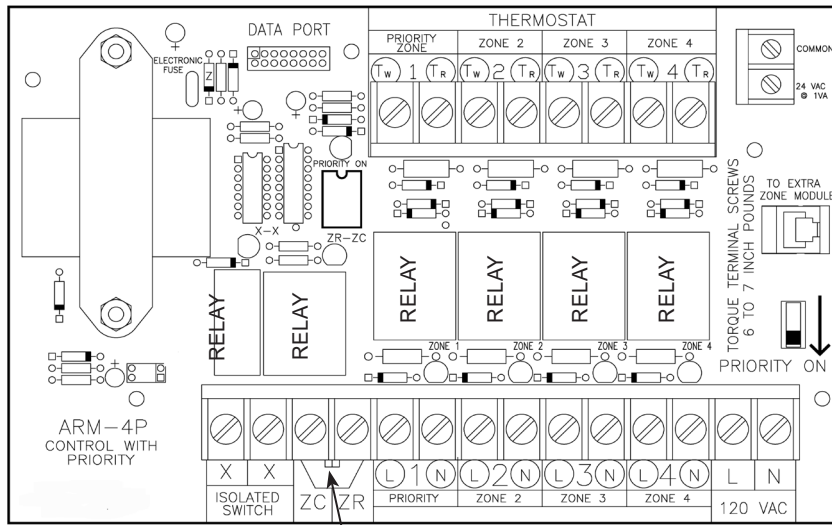 THERMOSTAT
DATA PORT
PRIORITY ZONE
ZONE 2
ZONE 3
ZONE 4
ELECTRONIC FUSE
TW 1 TR
TW 2 TR
TW 3 TR
TW 4 TR
COMMON
24 VAC
@ 1VA
Z
PRIORITY ON
X-X
ZR-ZC
TORQUE TERMINAL SCREWS
6 TO 7 INCH POUNDS
TO EXTRA
ZONE MODULE
RELAY
RELAY
RELAY
RELAY
RELAY
RELAY
ZONE 1
ZONE 2
ZONE 3
ZONE 4
PRIORITY ON
ARM-4P
CONTROL WITH
PRIORITY
X X
ISOLATED
SWITCH
ZC ZR
L 1 N
PRIORITY
L 2 N
ZONE 2
L 3 N
ZONE 3
L 4 N
ZONE 4
L N
120 VAC